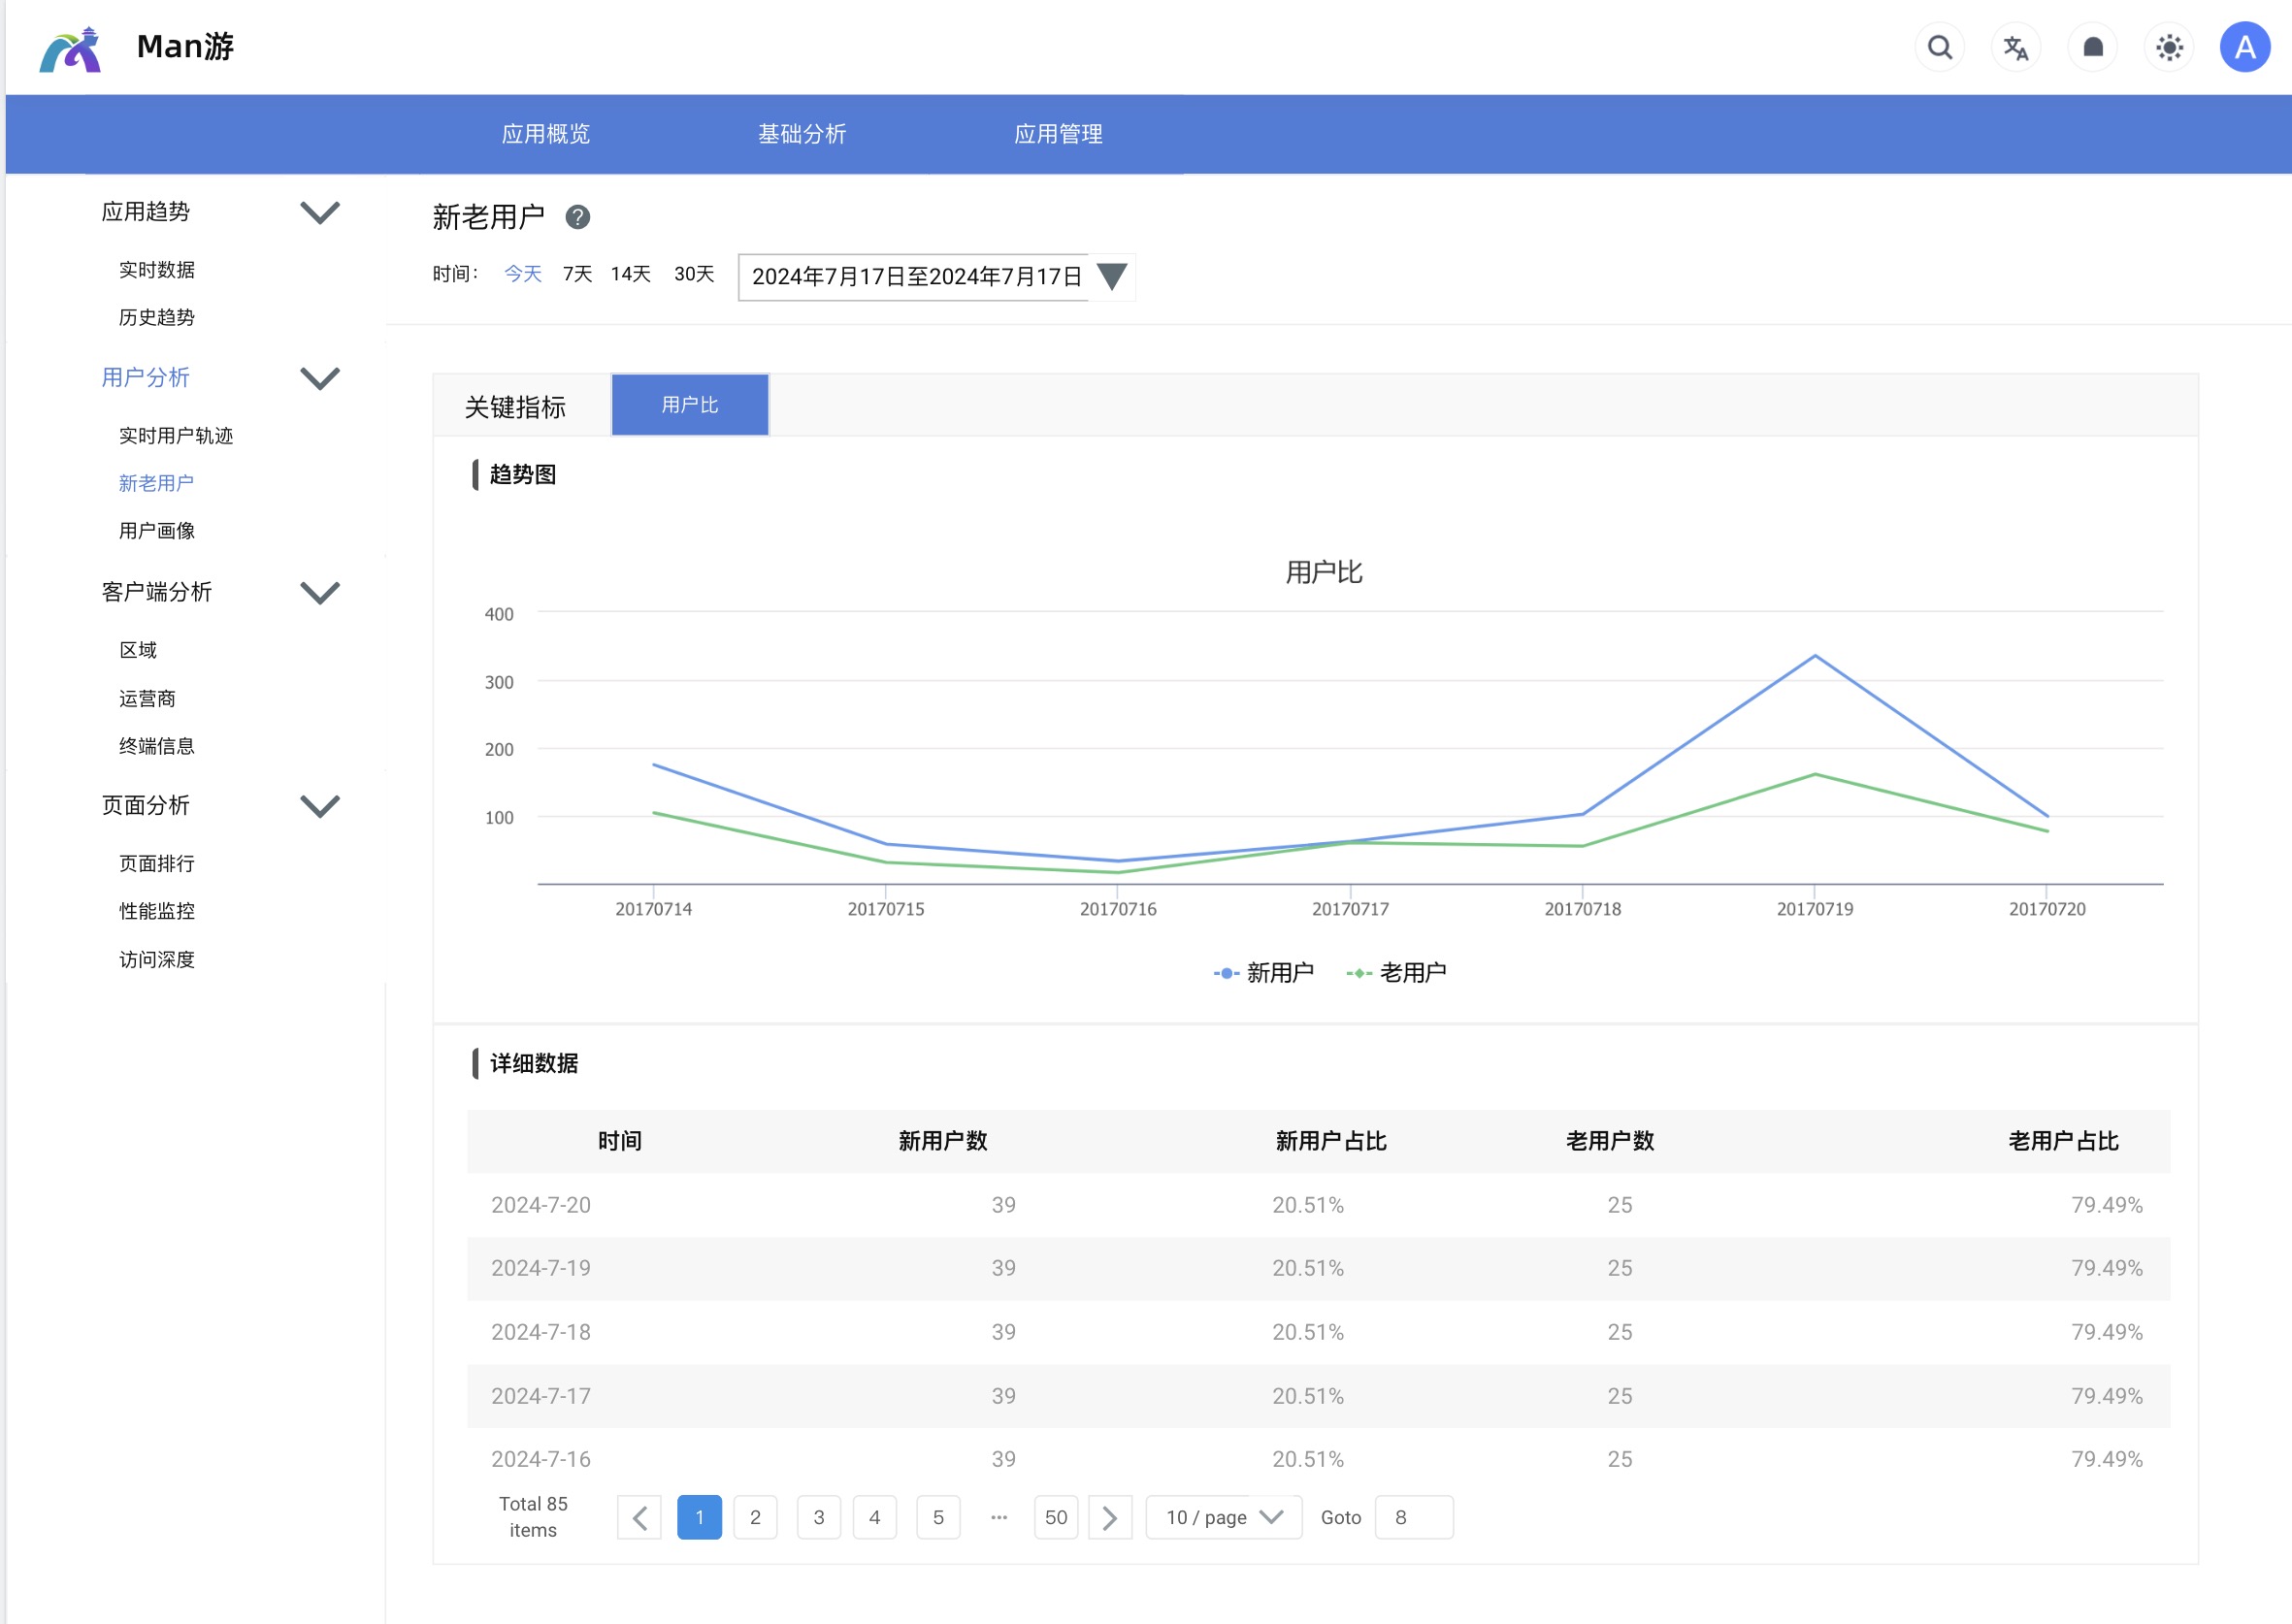 Man游
A
应用概览 基础分析 应用管理
应用趋势
实时数据
历史趋势
用户分析
实时用户轨迹
新老用户
用户画像
客户端分析
区域
运营商
终端信息
页面分析
页面排行
性能监控
访问深度
新老用户 ?
时间： 今天 7天 14天 30天 2024年7月17日至2024年7月17日
关键指标 用户比
趋势图
用户比
400
300
200
100
20170714 20170715 20170716 20170717 20170718 20170719 20170720
新用户 老用户
详细数据
时间 新用户数 新用户占比 老用户数 老用户占比
2024-7-20 39 20.51% 25 79.49%
2024-7-19 39 20.51% 25 79.49%
2024-7-18 39 20.51% 25 79.49%
2024-7-17 39 20.51% 25 79.49%
2024-7-16 39 20.51% 25 79.49%
Total 85
items
1 2 3 4 5 ··· 50 10 / page Goto 8